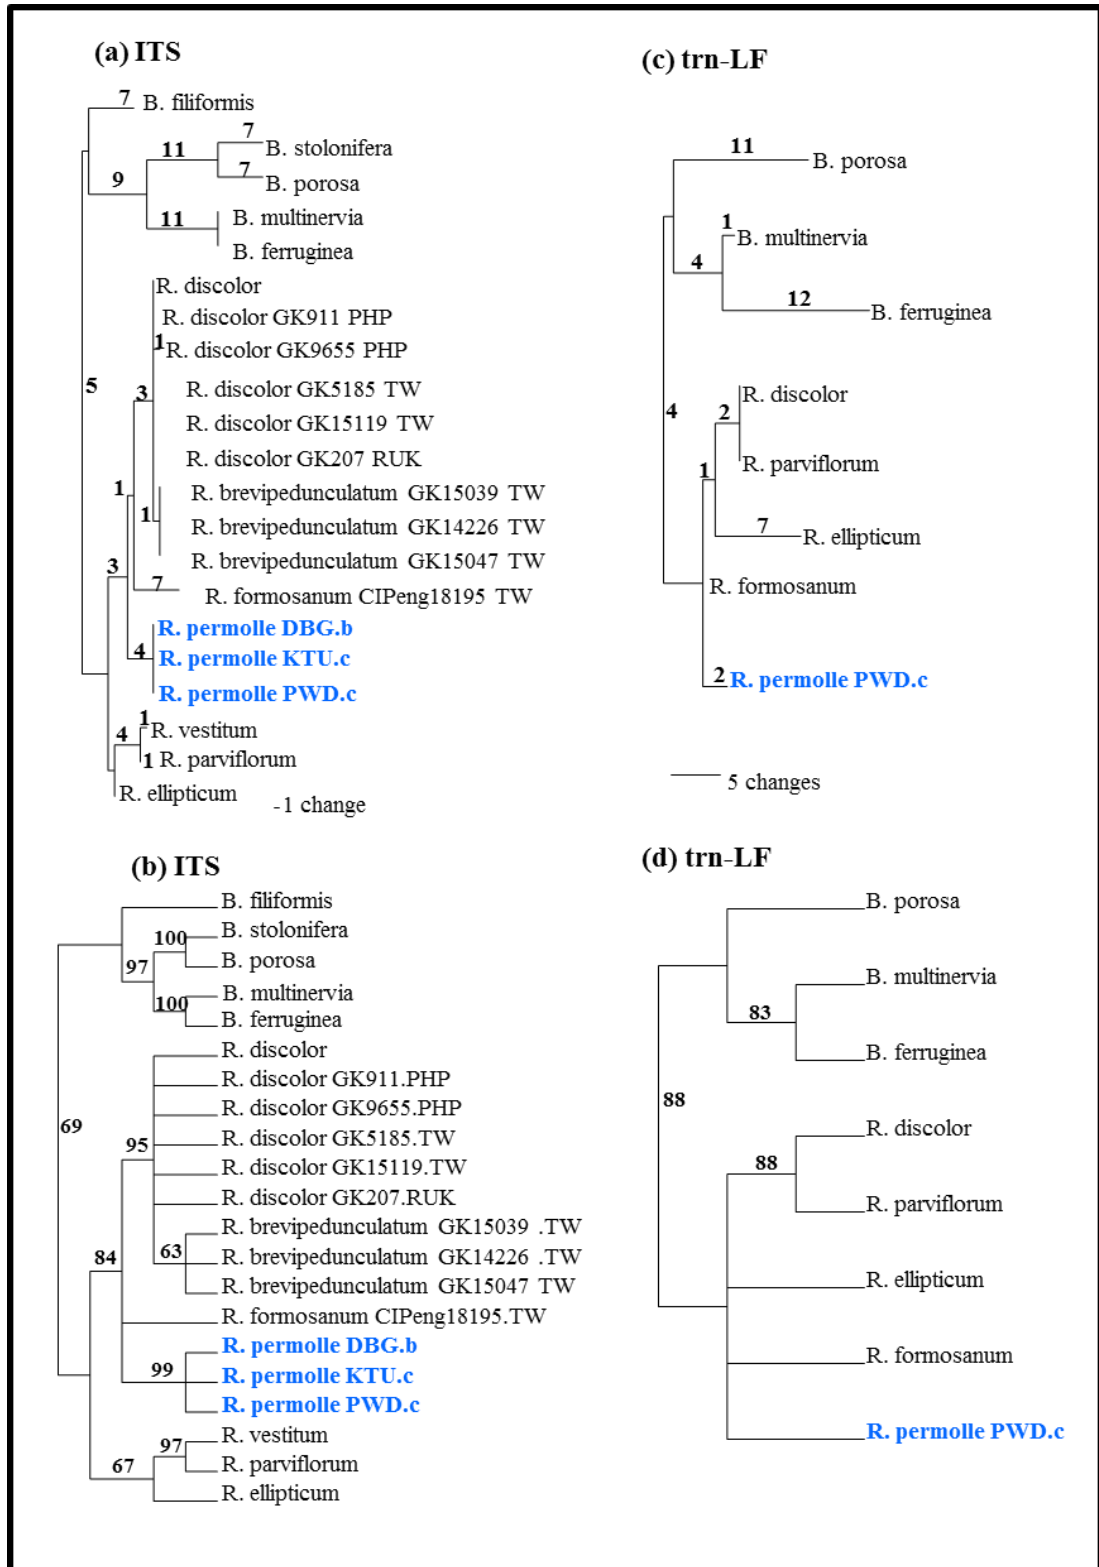 (a) ITS
7
B. filiformis
7
11
B. stolonifera
7
9
B. porosa
11
B. multinervia
B. ferruginea
R. discolor
R. discolor GK911 PHP
1
R. discolor GK9655 PHP
5
3
R. discolor GK5185 TW
R. discolor GK15119 TW
R. discolor GK207 RUK
1
R. brevipedunculatum GK15039 TW
1
R. brevipedunculatum GK14226 TW
R. brevipedunculatum GK15047 TW
3
7
R. formosanum CIPeng18195 TW
R. permolle DBG.b
4
R. permolle KTU.c
R. permolle PWD.c
1
4
R. vestitum
1
R. parviflorum
R. ellipticum
-1 change
(c) trn-LF
11
B. porosa
1
B. multinervia
4
12
B. ferruginea
4
R. discolor
2
1
R. parviflorum
7
R. ellipticum
R. formosanum
2
R. permolle PWD.c
5 changes
(b) ITS
B. filiformis
B. stolonifera
100
97
B. porosa
B. multinervia
100
B. ferruginea
R. discolor
R. discolor GK911.PHP
R. discolor GK9655.PHP
69
95
R. discolor GK5185.TW
R. discolor GK15119.TW
R. discolor GK207.RUK
R. brevipedunculatum GK15039 .TW
84
63
R. brevipedunculatum GK14226 .TW
R. brevipedunculatum GK15047 TW
R. formosanum CIPeng18195.TW
R. permolle DBG.b
99
R. permolle KTU.c
R. permolle PWD.c
R. vestitum
97
67
R. parviflorum
R. ellipticum
(d) trn-LF
B. porosa
B. multinervia
83
B. ferruginea
88
R. discolor
88
R. parviflorum
R. ellipticum
R. formosanum
R. permolle PWD.c